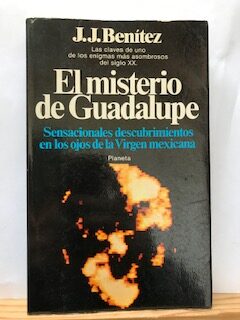 J.J.Benítez
Las claves de uno
de los enigmas más asombrosos
del siglo XX.
El misterio
de Guadalupe
Sensacionales descubrimientos
en los ojos de la Virgen mexicana
Planeta